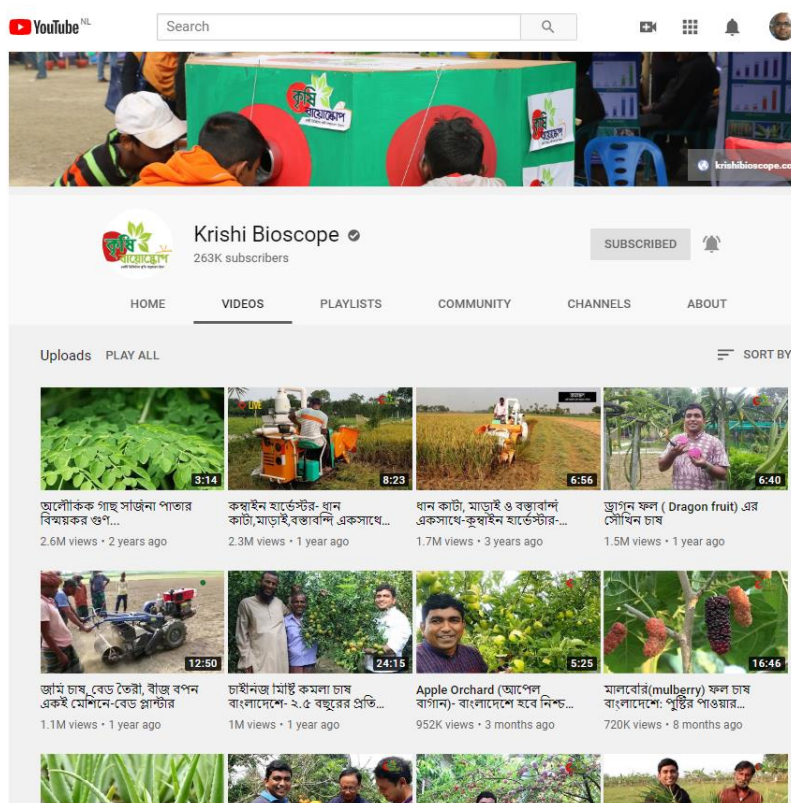 YouTube NL
Search
কৃষি
বায়োস্কোপ
krishibioscope.co
কৃষি
বায়োস্কোপ
Krishi Bioscope
263K subscribers
SUBSCRIBED
HOME VIDEOS PLAYLISTS COMMUNITY CHANNELS ABOUT
Uploads PLAY ALL
SORT BY
3:14 LIVE 8:23 6:56 6:40
অলৌকিক গাছ সজিনা পাতার
বিস্ময়কর গুণ...
2.6M views • 2 years ago
কম্বাইন হার্ভেস্টর- ধান
কাটা,মাড়াই,বস্তাবন্দি একসাথে...
2.3M views • 1 year ago
ধান কাটা, মাড়াই ও বস্তাবন্দি
একসাথে-কম্বাইন হার্ভেস্টার-...
1.7M views • 3 years ago
ড্রাগন ফল ( Dragon fruit) এর
সৌখিন চাষ
1.5M views • 1 year ago
12:50 24:15 5:25 16:46
জমি চাষ, বেড তৈরী, বীজ বপন
একই মেশিনে-বেড প্লান্টার
1.1M views • 1 year ago
চাইনিজ মিষ্টি কমলা চাষ
বাংলাদেশে- ২.৫ বছরের প্রতি...
1M views • 1 year ago
Apple Orchard (আপেল
বাগান)- বাংলাদেশে হবে নিশ্চ...
952K views • 3 months ago
মালবেরি(mulberry) ফল চাষ
বাংলাদেশে: পুষ্টির পাওয়ার...
720K views • 8 months ago